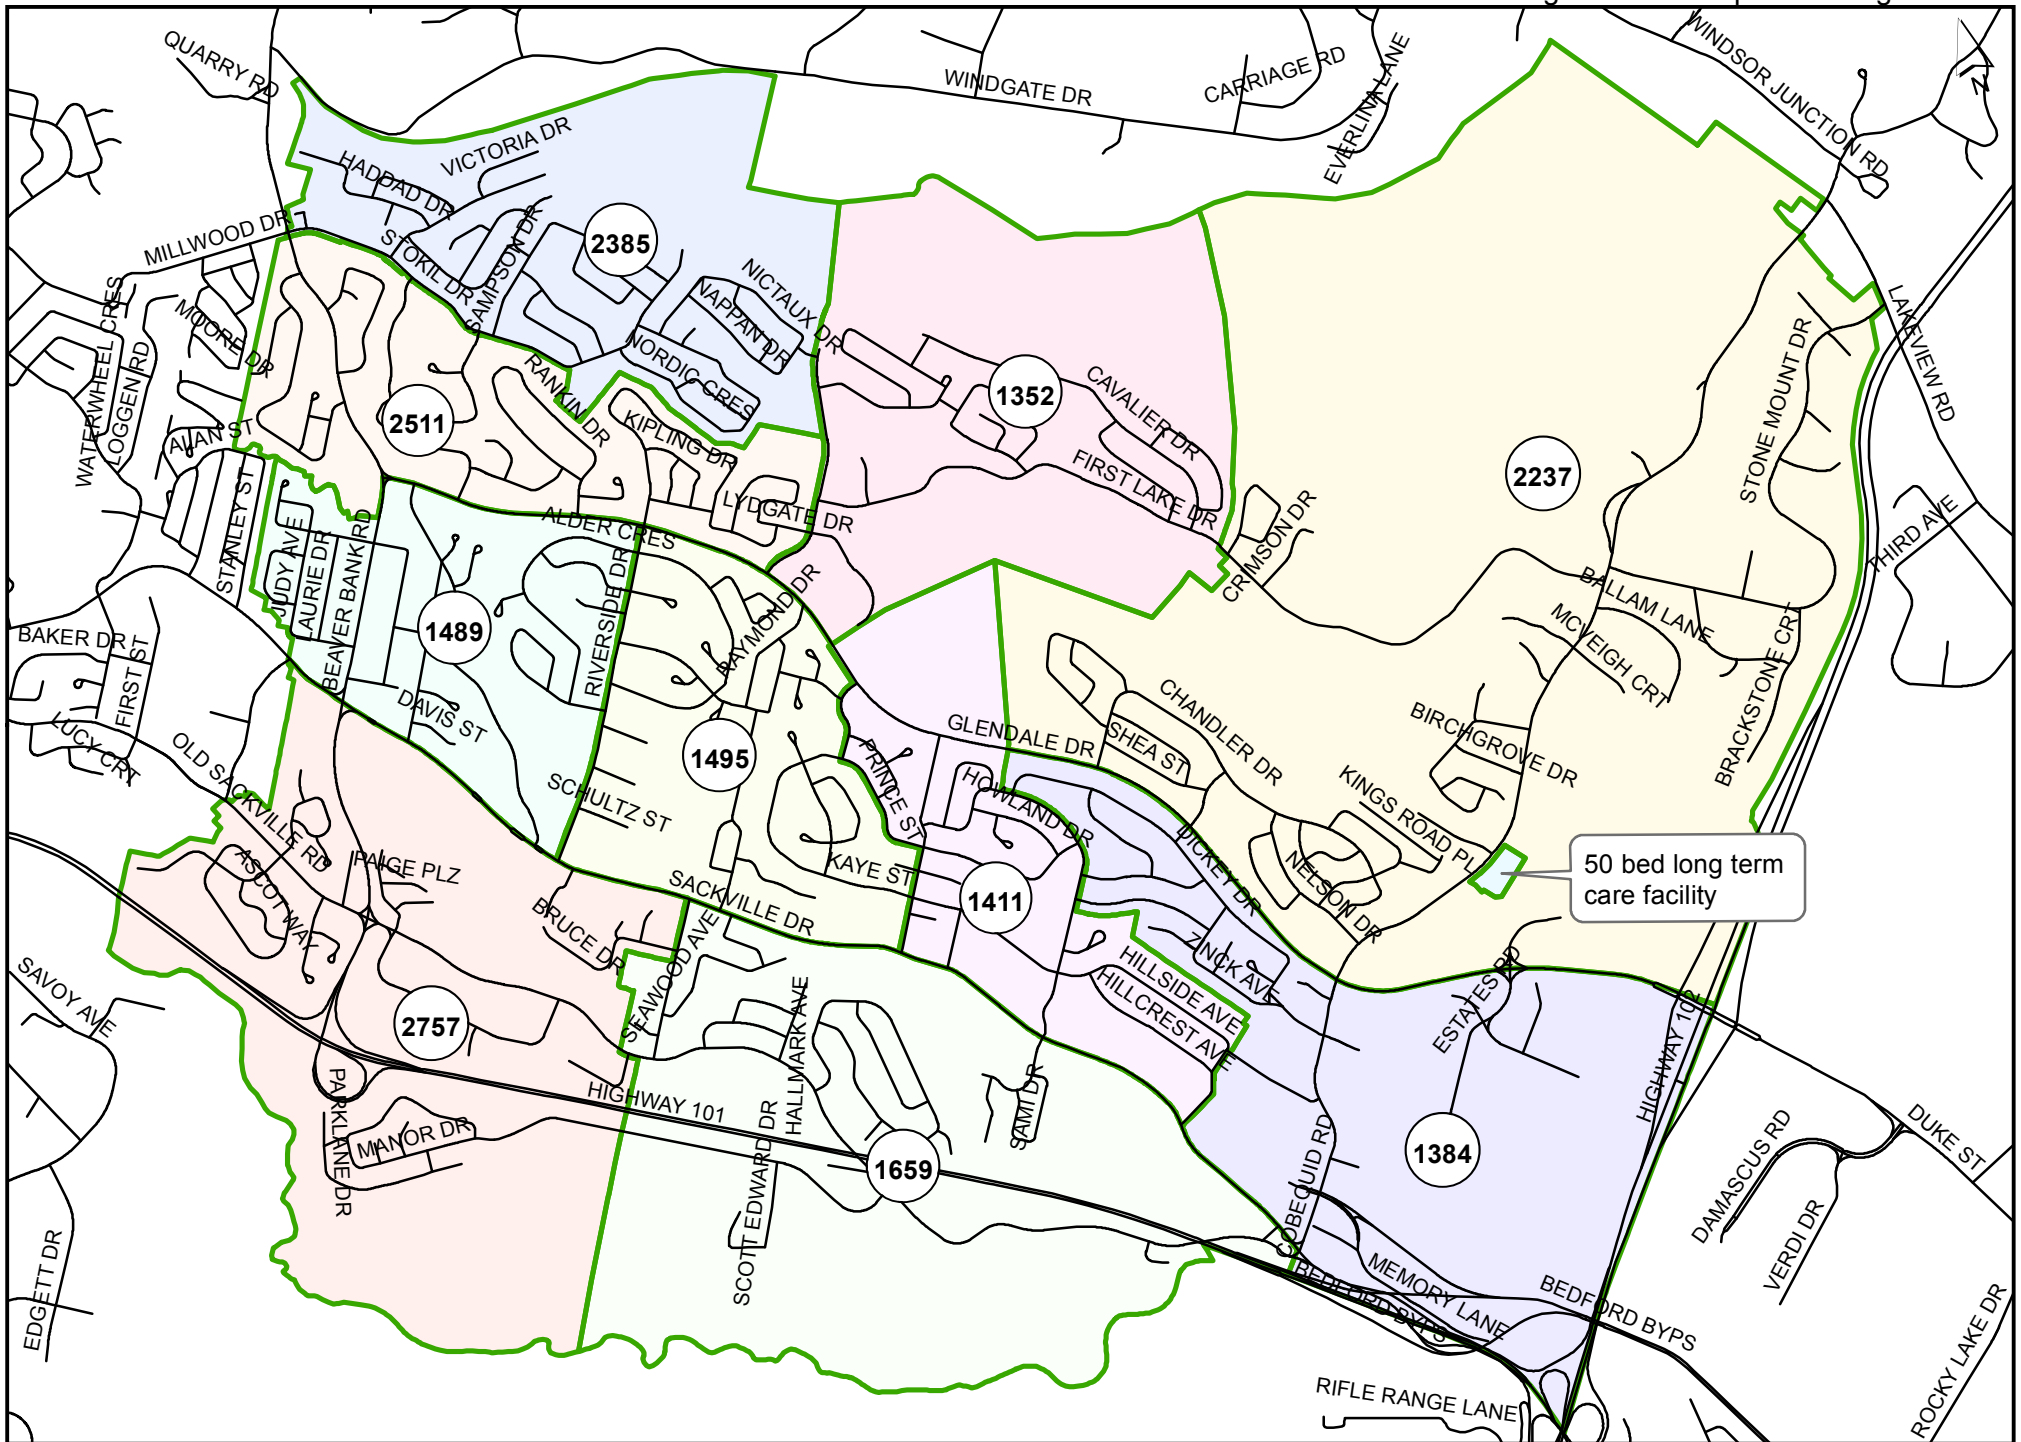 QUARRY RD
WINDGATE DR
CARRIAGE RD
EVERLINA LANE
WINDSOR JUNCTION RD
N
VICTORIA DR
HADDAD DR
MILLWOOD DR
STOKIL DR
SAMPSON DR
2385
NICTAUX DR
NAPPAN DR
NORDIC CRES
WATERWHEEL CRES
LOGGEN RD
MOORE DR
ALAN ST
STANLEY ST
2511
RANKIN DR
KIPLING DR
LYDGATE DR
1352
CAVALIER DR
FIRST LAKE DR
CRIMSON DR
2237
STONE MOUNT DR
LAKEVIEW RD
THIRD AVE
ALDER CRES
JUDY AVE
LAURIE DR
BEAVER BANK RD
1489
RIVERSIDE DR
RAYMOND DR
BALLAM LANE
MCVEIGH CRT
BRACKSTONE CRT
BAKER DR
FIRST ST
LUCY CRT
DAVIS ST
1495
GLENDALE DR
SHEA ST
CHANDLER DR
BIRCHGROVE DR
KINGS ROAD PL
OLD SACKVILLE RD
SCHULTZ ST
PRINCE ST
HOWLAND DR
DICKEY DR
NELSON DR
50 bed long term
care facility
ASCOT WAY
PAIGE PLZ
BRUCE DR
SACKVILLE DR
KAYE ST
1411
ZINCK AVE
HILLSIDE AVE
HILLCREST AVE
ESTATES RD
HIGHWAY 102
SAVOY AVE
2757
SEAWOOD AVE
HALLMARK AVE
HIGHWAY 101
PARKLANE DR
MANOR DR
SCOTT EDWARD DR
1659
SAMI DR
COBEQUID RD
1384
DAMASCUS RD
DUKE ST
VERDI DR
EDGETT DR
MEMORY LANE
BEDFORD BYPS
BEDFORD BYPS
RIFLE RANGE LANE
ROCKY LAKE DR